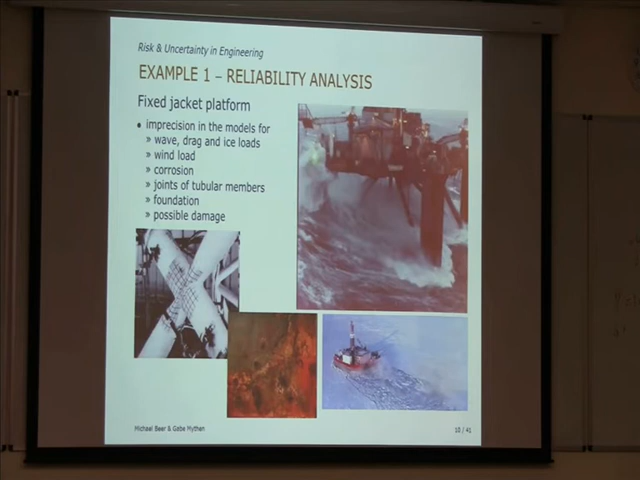 Risk & Uncertainty in Engineering
EXAMPLE 1 – RELIABILITY ANALYSIS
Fixed jacket platform
• imprecision in the models for
» wave, drag and ice loads
» wind load
» corrosion
» joints of tubular members
» foundation
» possible damage
Michael Beer & Gabe Mythen
10 / 41